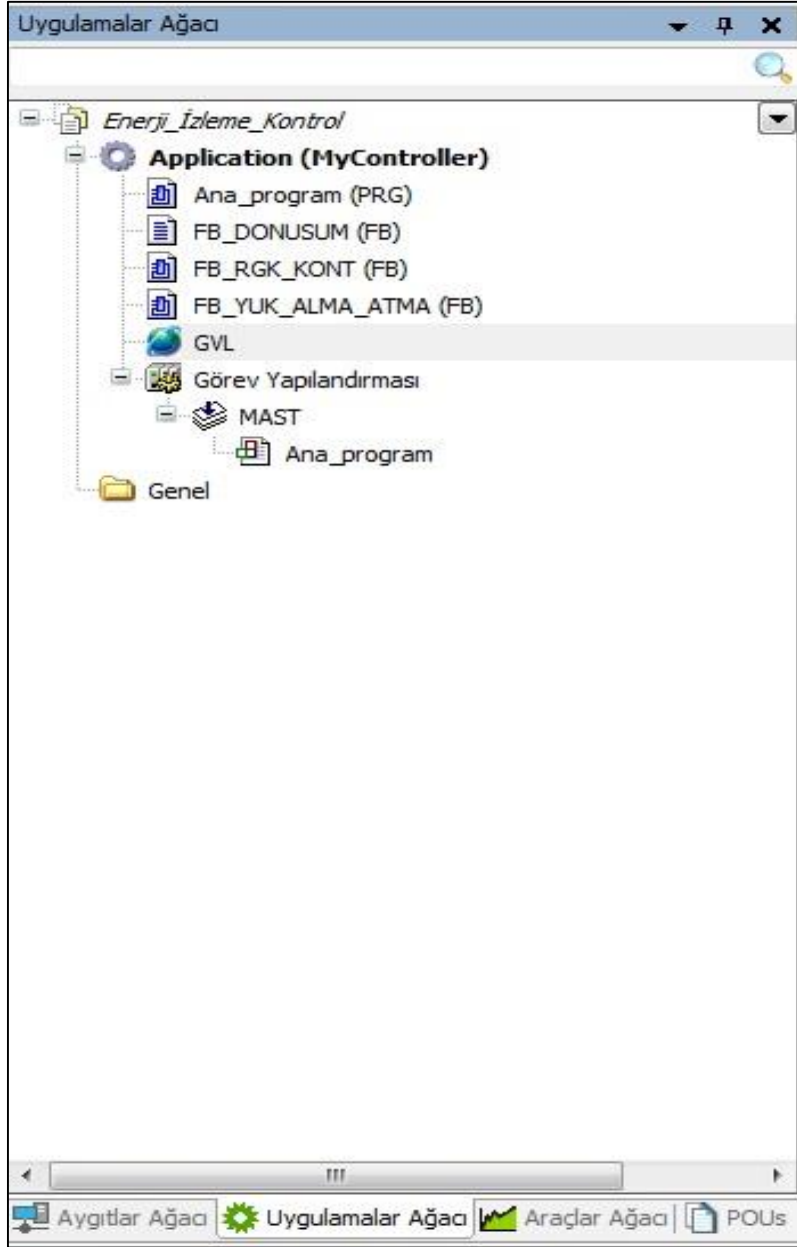 Uygulamalar Ağacı
Enerji_İzleme_Kontrol
Application (MyController)
Ana_program (PRG)
FB_DONUSUM (FB)
FB_RGK_KONT (FB)
FB_YUK_ALMA_ATMA (FB)
GVL
Görev Yapılandırması
MAST
Ana_program
Genel
Aygıtlar Ağacı Uygulamalar Ağacı Araçlar Ağacı POUs